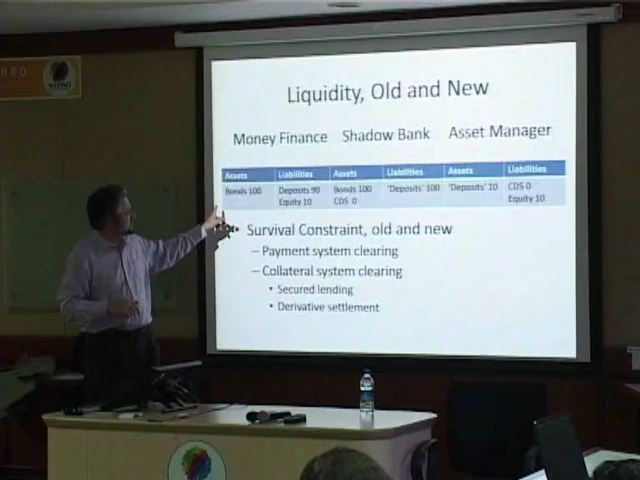 H R D
Liquidity, Old and New
Money Finance Shadow Bank Asset Manager
Assets Liabilities Assets Liabilities Assets Liabilities
Bonds 100 Deposits 90 Bonds 100 'Deposits' 100 'Deposits' 10 CDS 0
Equity 10 CDS 0 Equity 10
• Survival Constraint, old and new
– Payment system clearing
– Collateral system clearing
• Secured lending
• Derivative settlement